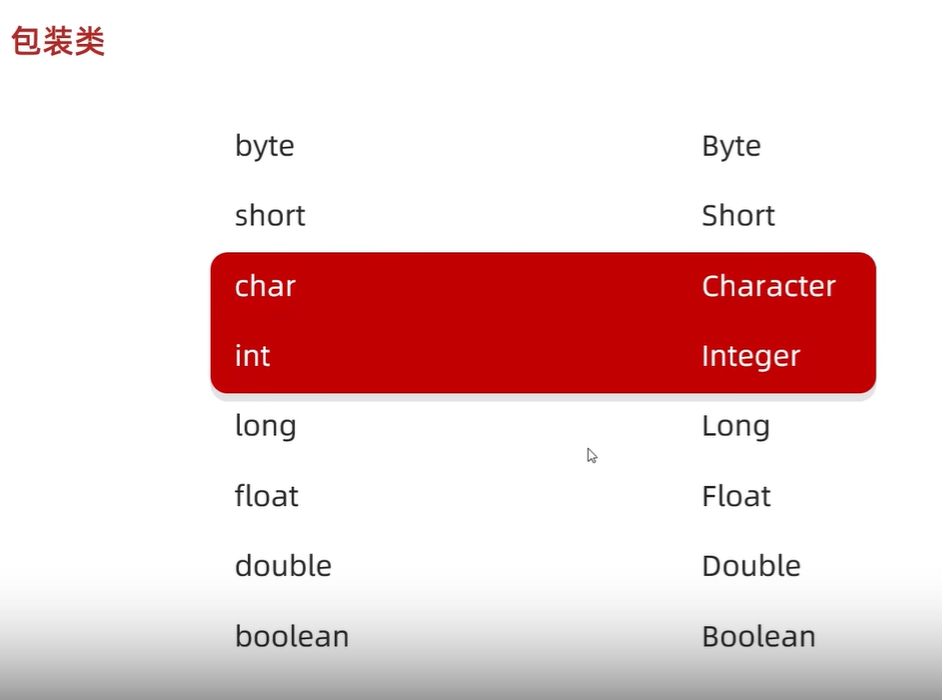 包装类
byte Byte
short Short
char Character
int Integer
long Long
float Float
double Double
boolean Boolean